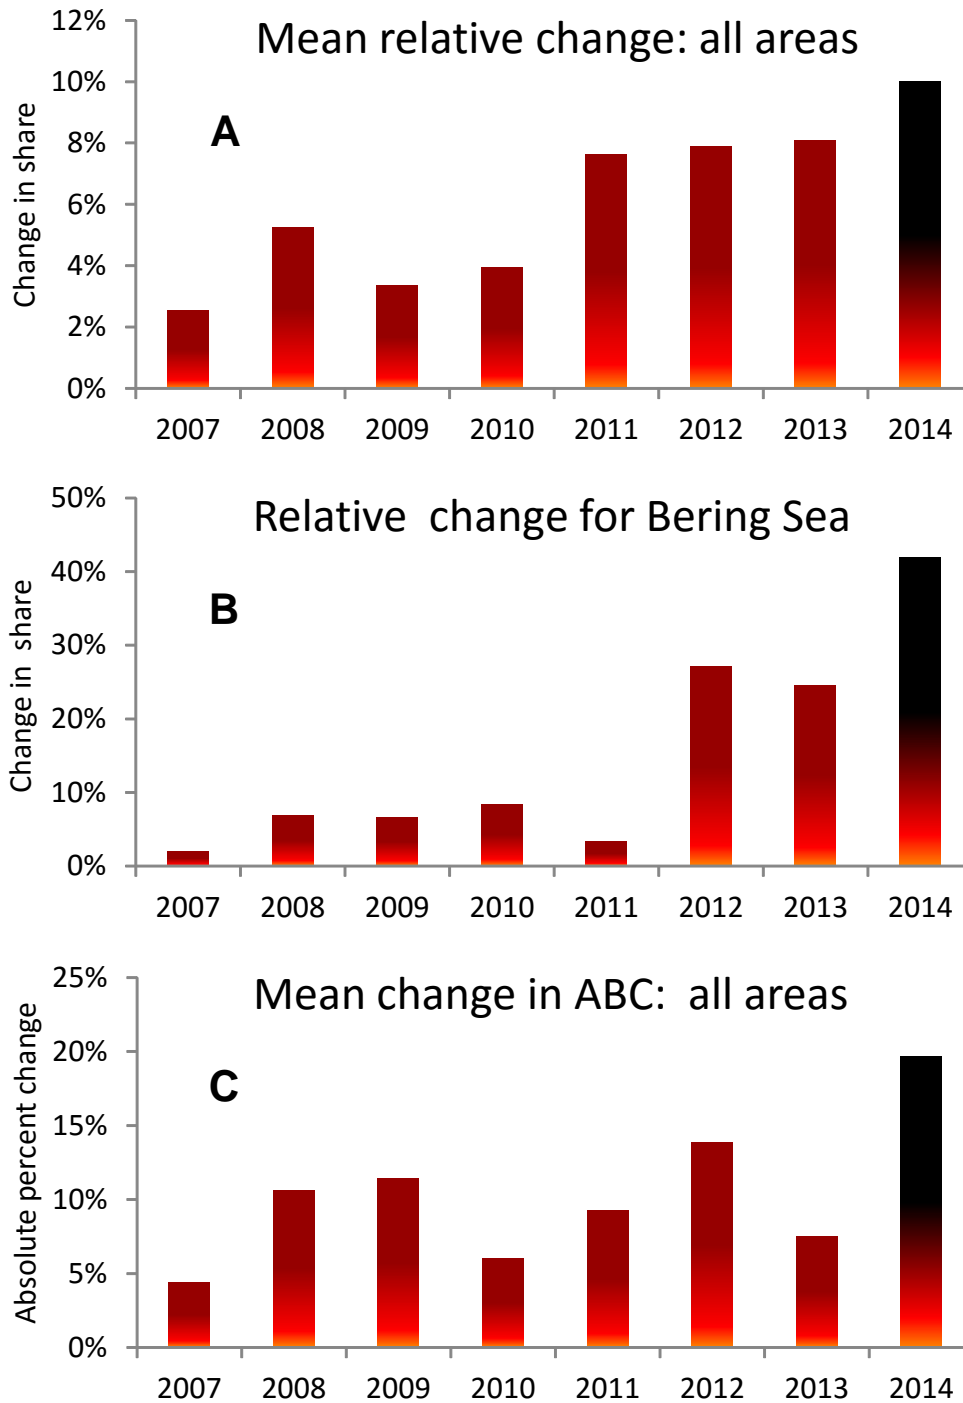 Mean relative change: all areas
A
Change in share
12%
10%
8%
6%
4%
2%
0%
2007 2008 2009 2010 2011 2012 2013 2014
Relative  change for Bering Sea
B
Change in  share
50%
40%
30%
20%
10%
0%
2007 2008 2009 2010 2011 2012 2013 2014
Mean change in ABC:  all areas
C
Absolute percent change
25%
20%
15%
10%
5%
0%
2007 2008 2009 2010 2011 2012 2013 2014